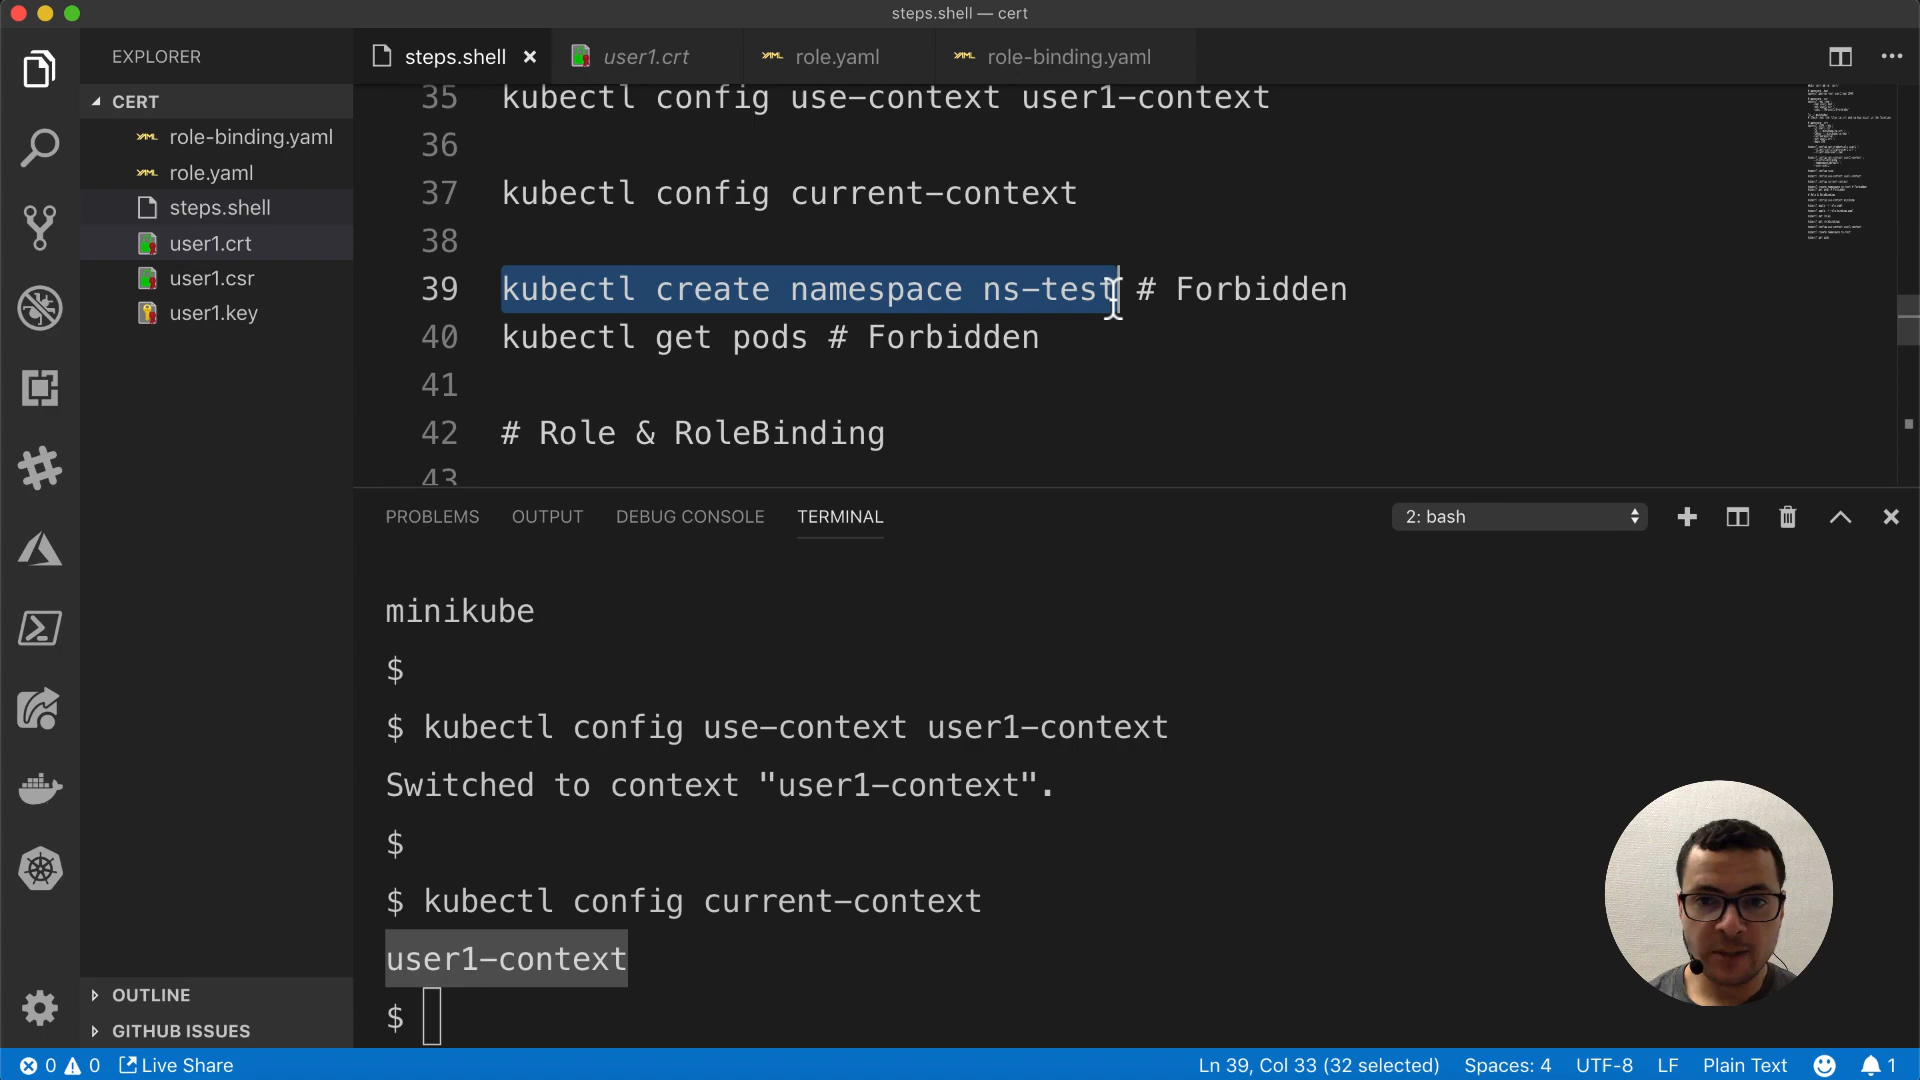 steps.shell — cert
EXPLORER
steps.shell
user1.crt
role.yaml
role-binding.yaml
CERT
role-binding.yaml
role.yaml
steps.shell
user1.crt
user1.csr
user1.key
OUTLINE
GITHUB ISSUES
35 kubectl config use-context user1-context
36
37 kubectl config current-context
38
39 kubectl create namespace ns-test # Forbidden
40 kubectl get pods # Forbidden
41
42 # Role & RoleBinding
43
PROBLEMS OUTPUT DEBUG CONSOLE TERMINAL
2: bash
minikube
$
$ kubectl config use-context user1-context
Switched to context "user1-context".
$
$ kubectl config current-context
user1-context
$
0 0 Live Share
Ln 39, Col 33 (32 selected) Spaces: 4 UTF-8 LF Plain Text 1